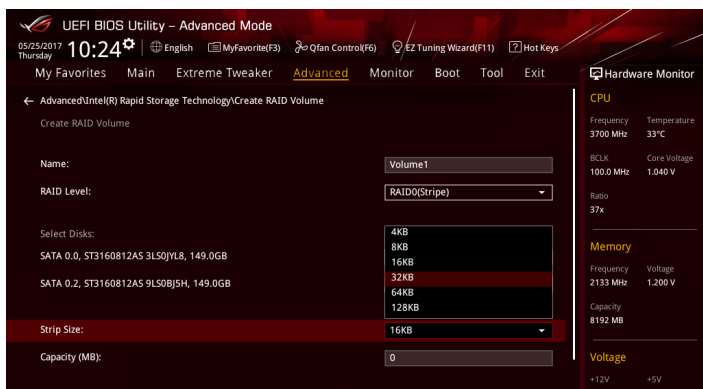 UEFI BIOS Utility – Advanced Mode
05/25/2017 Thursday 10:24 English MyFavorite(F3) Qfan Control(F6) EZ Tuning Wizard(F11) ? Hot Keys
My Favorites Main Extreme Tweaker Advanced Monitor Boot Tool Exit
← Advanced\Intel(R) Rapid Storage Technology\Create RAID Volume
Create RAID Volume
Name: Volume1
RAID Level: RAID0(Stripe)
Select Disks:
4KB
8KB
SATA 0.0, ST3160812AS 3LS0JYL8, 149.0GB
16KB
32KB
SATA 0.2, ST3160812AS 9LS0BJ5H, 149.0GB
64KB
128KB
Strip Size: 16KB
Capacity (MB): 0
Hardware Monitor
CPU
Frequency Temperature
3700 MHz 33°C
BCLK Core Voltage
100.0 MHz 1.040 V
Ratio
37x
Memory
Frequency Voltage
2133 MHz 1.200 V
Capacity
8192 MB
Voltage
+12V +5V